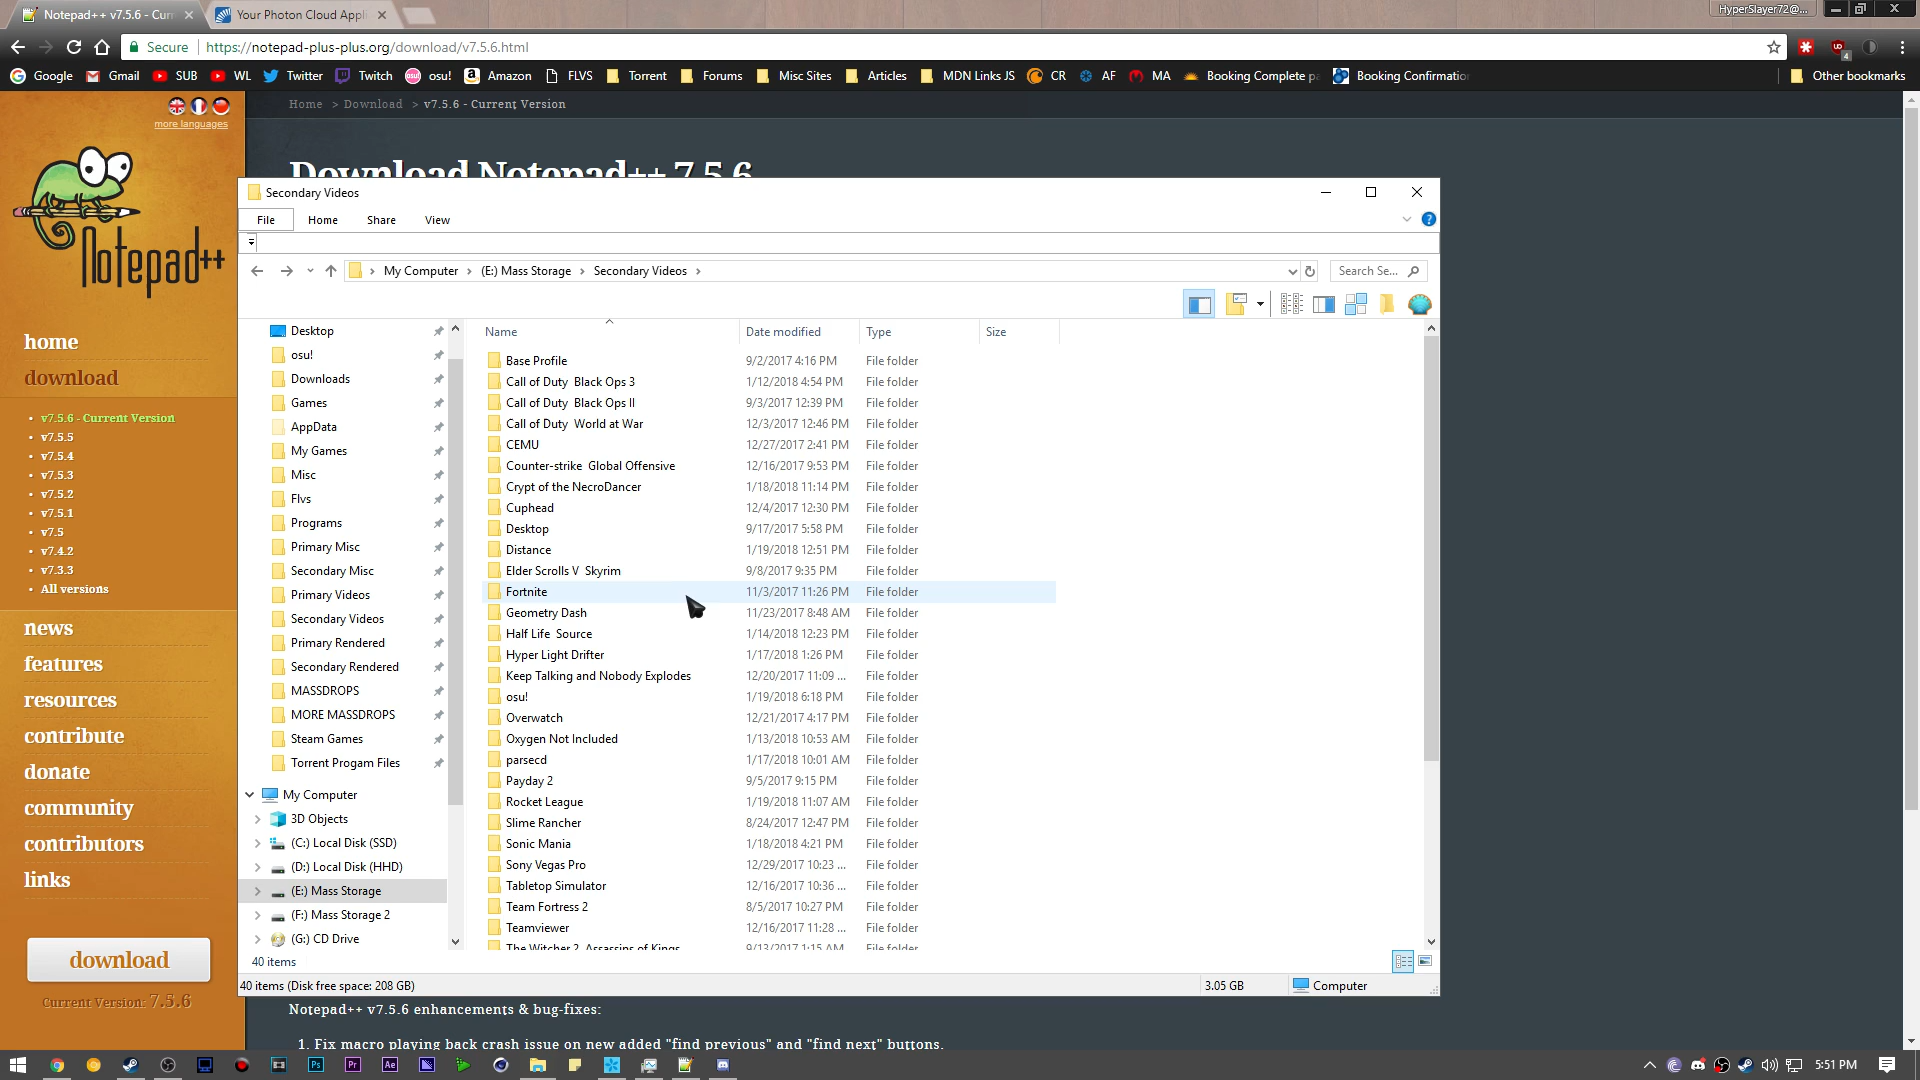 Notepad++ v7.5.6 - Curr
Your Photon Cloud Appli
HyperSlayer72@...
Secure https://notepad-plus-plus.org/download/v7.5.6.html
Google Gmail SUB WL Twitter Twitch osu! Amazon FLVS Torrent Forums Misc Sites Articles MDN Links JS CR AF MA Booking Complete pa Booking Confirmation Other bookmarks
more languages
Notepad++
home
download
v7.5.6 - Current Version
v7.5.5
v7.5.4
v7.5.3
v7.5.2
v7.5.1
v7.5
v7.4.2
v7.3.3
All versions
news
features
resources
contribute
donate
community
contributors
links
download
Current Version: 7.5.6
Home > Download > v7.5.6 - Current Version
Download Notepad++ 7.5.6
Secondary Videos
File Home Share View
My Computer > (E:) Mass Storage > Secondary Videos >
Search Se...
Desktop
osu!
Downloads
Games
AppData
My Games
Misc
Flvs
Programs
Primary Misc
Secondary Misc
Primary Videos
Secondary Videos
Primary Rendered
Secondary Rendered
MASSDROPS
MORE MASSDROPS
Steam Games
Torrent Progam Files
My Computer
3D Objects
(C:) Local Disk (SSD)
(D:) Local Disk (HHD)
(E:) Mass Storage
(F:) Mass Storage 2
(G:) CD Drive
Name Date modified Type Size
Base Profile 9/2/2017 4:16 PM File folder
Call of Duty Black Ops 3 1/12/2018 4:54 PM File folder
Call of Duty Black Ops II 9/3/2017 12:39 PM File folder
Call of Duty World at War 12/3/2017 12:46 PM File folder
CEMU 12/27/2017 2:41 PM File folder
Counter-strike Global Offensive 12/16/2017 9:53 PM File folder
Crypt of the NecroDancer 1/18/2018 11:14 PM File folder
Cuphead 12/4/2017 12:30 PM File folder
Desktop 9/17/2017 5:58 PM File folder
Distance 1/19/2018 12:51 PM File folder
Elder Scrolls V Skyrim 9/8/2017 9:35 PM File folder
Fortnite 11/3/2017 11:26 PM File folder
Geometry Dash 11/23/2017 8:48 AM File folder
Half Life Source 1/14/2018 12:23 PM File folder
Hyper Light Drifter 1/17/2018 1:26 PM File folder
Keep Talking and Nobody Explodes 12/20/2017 11:09 ... File folder
osu! 1/19/2018 6:18 PM File folder
Overwatch 12/21/2017 4:17 PM File folder
Oxygen Not Included 1/13/2018 10:53 AM File folder
parsecd 1/17/2018 10:01 AM File folder
Payday 2 9/5/2017 9:15 PM File folder
Rocket League 1/19/2018 11:07 AM File folder
Slime Rancher 8/24/2017 12:47 PM File folder
Sonic Mania 1/18/2018 4:21 PM File folder
Sony Vegas Pro 12/29/2017 10:23 ... File folder
Tabletop Simulator 12/16/2017 10:36 ... File folder
Team Fortress 2 8/5/2017 10:27 PM File folder
Teamviewer 12/16/2017 11:28 ... File folder
The Witcher 2 Assassins of Kings 9/13/2017 1:15 AM File folder
40 items
40 items (Disk free space: 208 GB) 3.05 GB Computer
Notepad++ v7.5.6 enhancements & bug-fixes:
1. Fix macro playing back crash issue on new added "find previous" and "find next" buttons.
Ps Pr Ae
5:51 PM